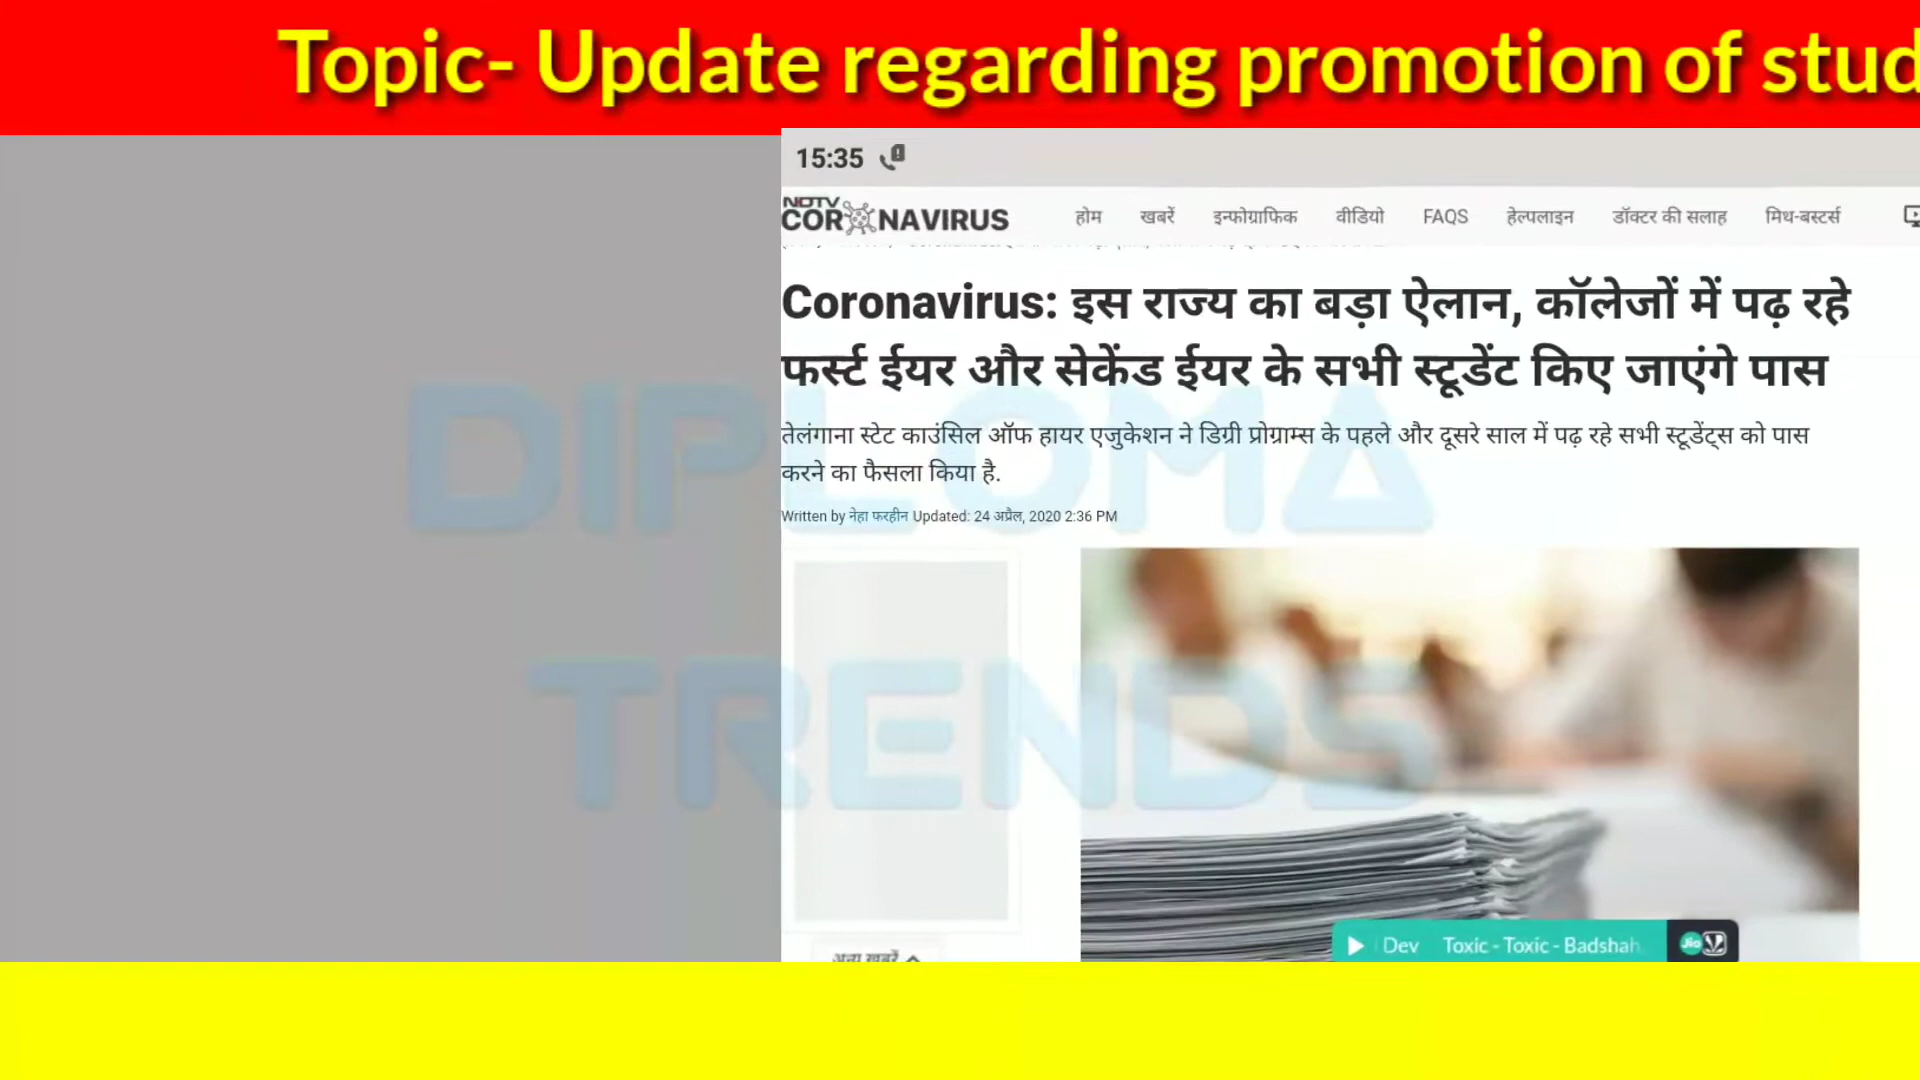 Topic- Update regarding promotion of stud
15:35
NDTV
CORONAVIRUS
होम खबरें इन्फोग्राफिक वीडियो FAQS हेल्पलाइन डॉक्टर की सलाह मिथ-बस्टर्स
Coronavirus: इस राज्य का बड़ा ऐलान, कॉलेजों में पढ़ रहे
फर्स्ट ईयर और सेकेंड ईयर के सभी स्टूडेंट किए जाएंगे पास
तेलंगाना स्टेट काउंसिल ऑफ हायर एजुकेशन ने डिग्री प्रोग्राम्स के पहले और दूसरे साल में पढ़ रहे सभी स्टूडेंट्स को पास
करने का फैसला किया है.
Written by नेहा फरहीन Updated: 24 अप्रैल, 2020 2:36 PM
DIPLOMA
TRENDS
Dev Toxic - Toxic - Badshah
Jio
अन्य खबरें